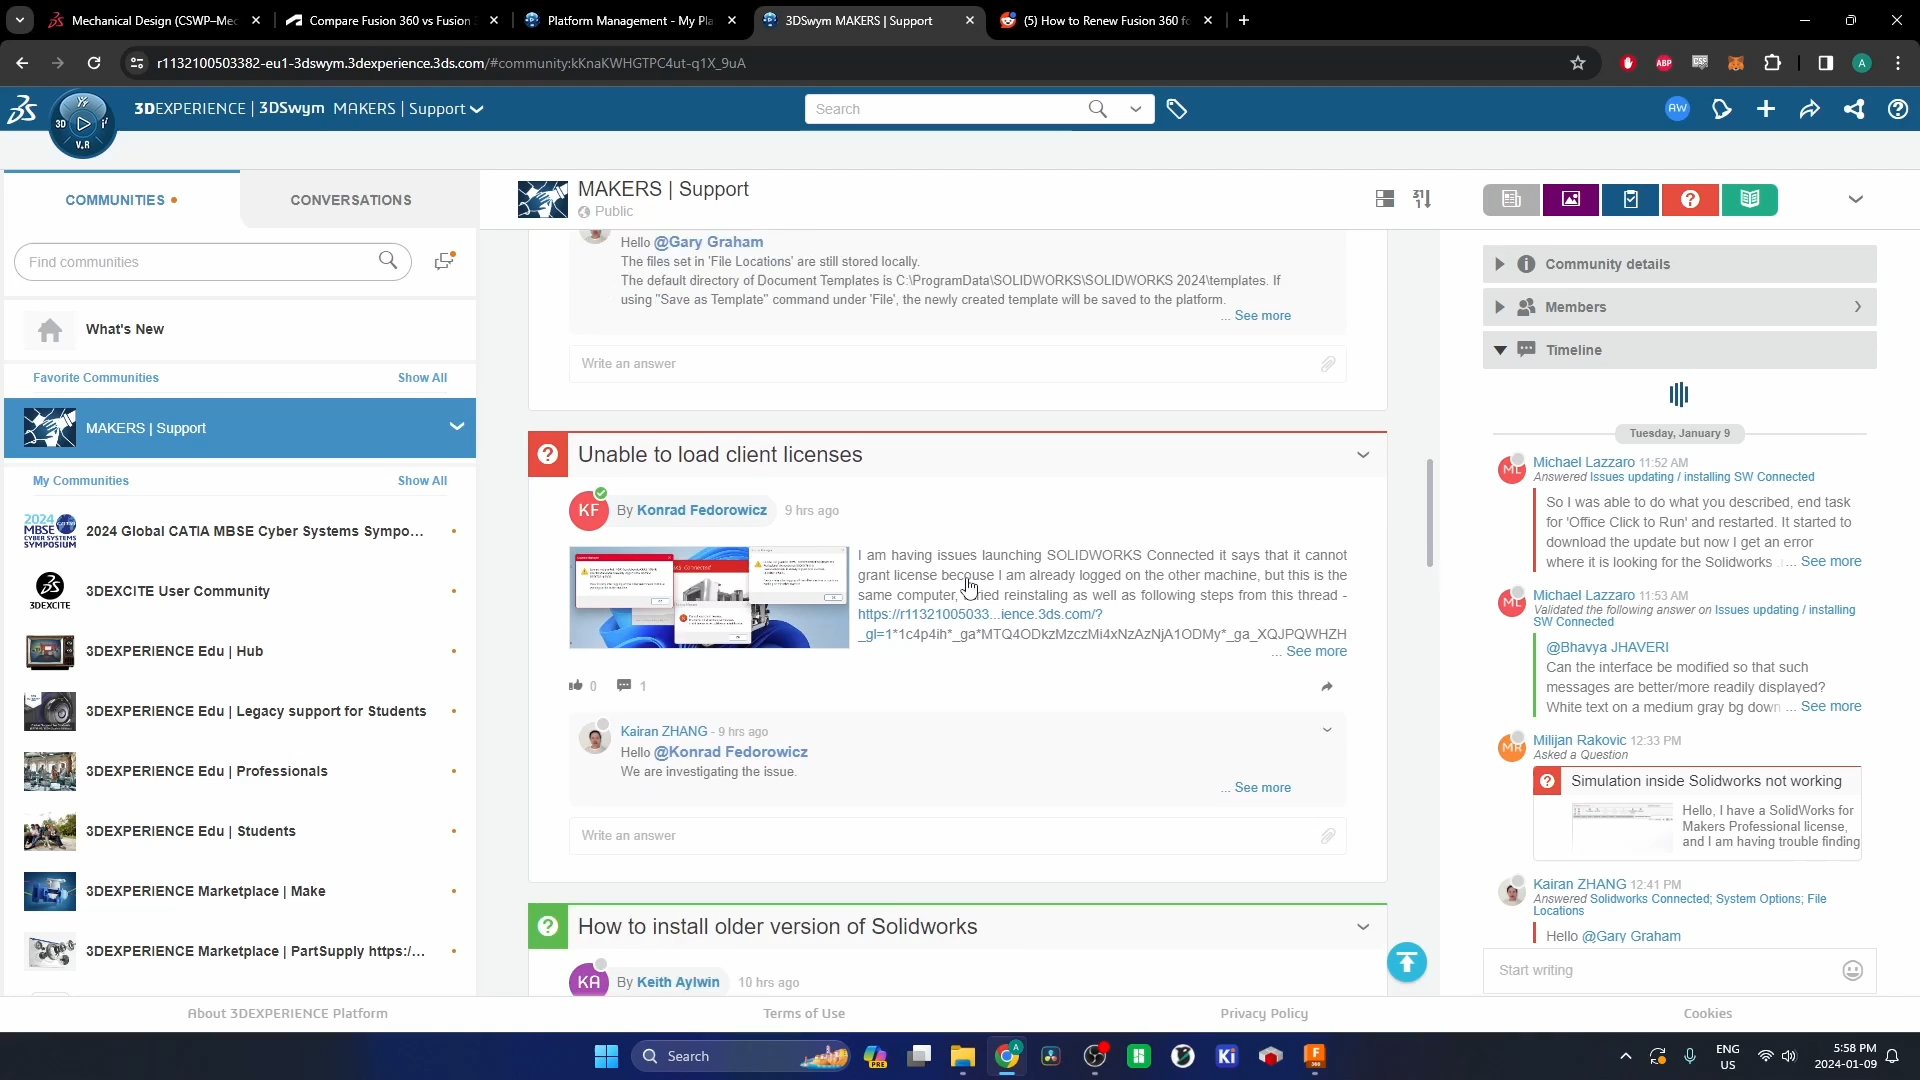 Mechanical Design (CSWP–Mec
Compare Fusion 360 vs Fusion
Platform Management - My Pla
3DSwym MAKERS | Support
(5) How to Renew Fusion 360 fo
r1132100503382-eu1-3dswym.3dexperience.3ds.com/#community:kKnaKWHGTPC4ut-q1X_9uA
ABP
A
3D
V.R
3DEXPERIENCE | 3DSwym MAKERS | Support
Search
AW
COMMUNITIES
CONVERSATIONS
MAKERS | Support
Public
Find communities
What's New
Favorite Communities
Show All
MAKERS | Support
My Communities
Show All
2024 Global CATIA MBSE Cyber Systems Sympo...
3DEXCITE
3DEXCITE User Community
3DEXPERIENCE Edu | Hub
3DEXPERIENCE Edu | Legacy support for Students
3DEXPERIENCE Edu | Professionals
3DEXPERIENCE Edu | Students
3DEXPERIENCE Marketplace | Make
3DEXPERIENCE Marketplace | PartSupply https:/...
Hello @Gary Graham
The files set in 'File Locations' are still stored locally.
The default directory of Document Templates is C:\ProgramData\SOLIDWORKS\SOLIDWORKS 2024\templates. If
using "Save as Template" command under 'File', the newly created template will be saved to the platform.
... See more
Write an answer
Unable to load client licenses
KF
By Konrad Fedorowicz 9 hrs ago
I am having issues launching SOLIDWORKS Connected it says that it cannot
grant license because I am already logged on the other machine, but this is the
same computer, I tried reinstaling as well as following steps from this thread -
https://r11321005033...ience.3ds.com/?
_gl=1*1c4p4ih*_ga*MTQ4ODkzMzczMi4xNzAzNjA1ODMy*_ga_XQJPQWHZH
... See more
0
1
Kairan ZHANG - 9 hrs ago
Hello @Konrad Fedorowicz
We are investigating the issue.
... See more
Write an answer
How to install older version of Solidworks
KA
By Keith Aylwin 10 hrs ago
Community details
Members
Timeline
Tuesday, January 9
ML
Michael Lazzaro 11:52 AM
Answered Issues updating / installing SW Connected
So I was able to do what you described, end task
for 'Office Click to Run' and restarted. It started to
download the update but now I get an error
where it is looking for the Solidworks ... See more
ML
Michael Lazzaro 11:53 AM
Validated the following answer on Issues updating / installing
SW Connected
@Bhavya JHAVERI
Can the interface be modified so that such
messages are better/more readily displayed?
White text on a medium gray bg down ... See more
MR
Milijan Rakovic 12:33 PM
Asked a Question
Simulation inside Solidworks not working
Hello, I have a SolidWorks for
Makers Professional license,
and I am having trouble finding
Kairan ZHANG 12:41 PM
Answered Solidworks Connected; System Options; File
Locations
Hello @Gary Graham
Start writing
About 3DEXPERIENCE Platform
Terms of Use
Privacy Policy
Cookies
Search
PRE
Ki
ENG
US
5:58 PM
2024-01-09